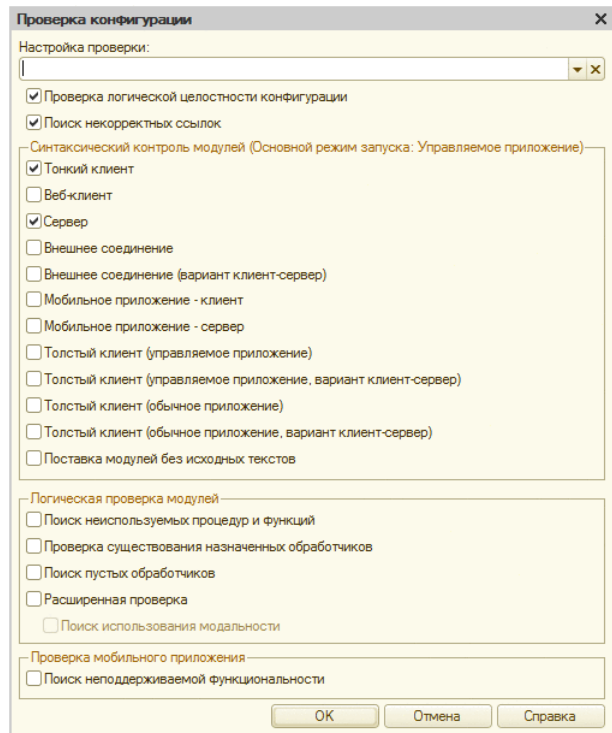 Проверка конфигурации
Настройка проверки:
Проверка логической целостности конфигурации
Поиск некорректных ссылок
Синтаксический контроль модулей (Основной режим запуска: Управляемое приложение)
Тонкий клиент
Веб-клиент
Сервер
Внешнее соединение
Внешнее соединение (вариант клиент-сервер)
Мобильное приложение - клиент
Мобильное приложение - сервер
Толстый клиент (управляемое приложение)
Толстый клиент (управляемое приложение, вариант клиент-сервер)
Толстый клиент (обычное приложение)
Толстый клиент (обычное приложение, вариант клиент-сервер)
Поставка модулей без исходных текстов
Логическая проверка модулей
Поиск неиспользуемых процедур и функций
Проверка существования назначенных обработчиков
Поиск пустых обработчиков
Расширенная проверка
Поиск использования модальности
Проверка мобильного приложения
Поиск неподдерживаемой функциональности
OK Отмена Справка